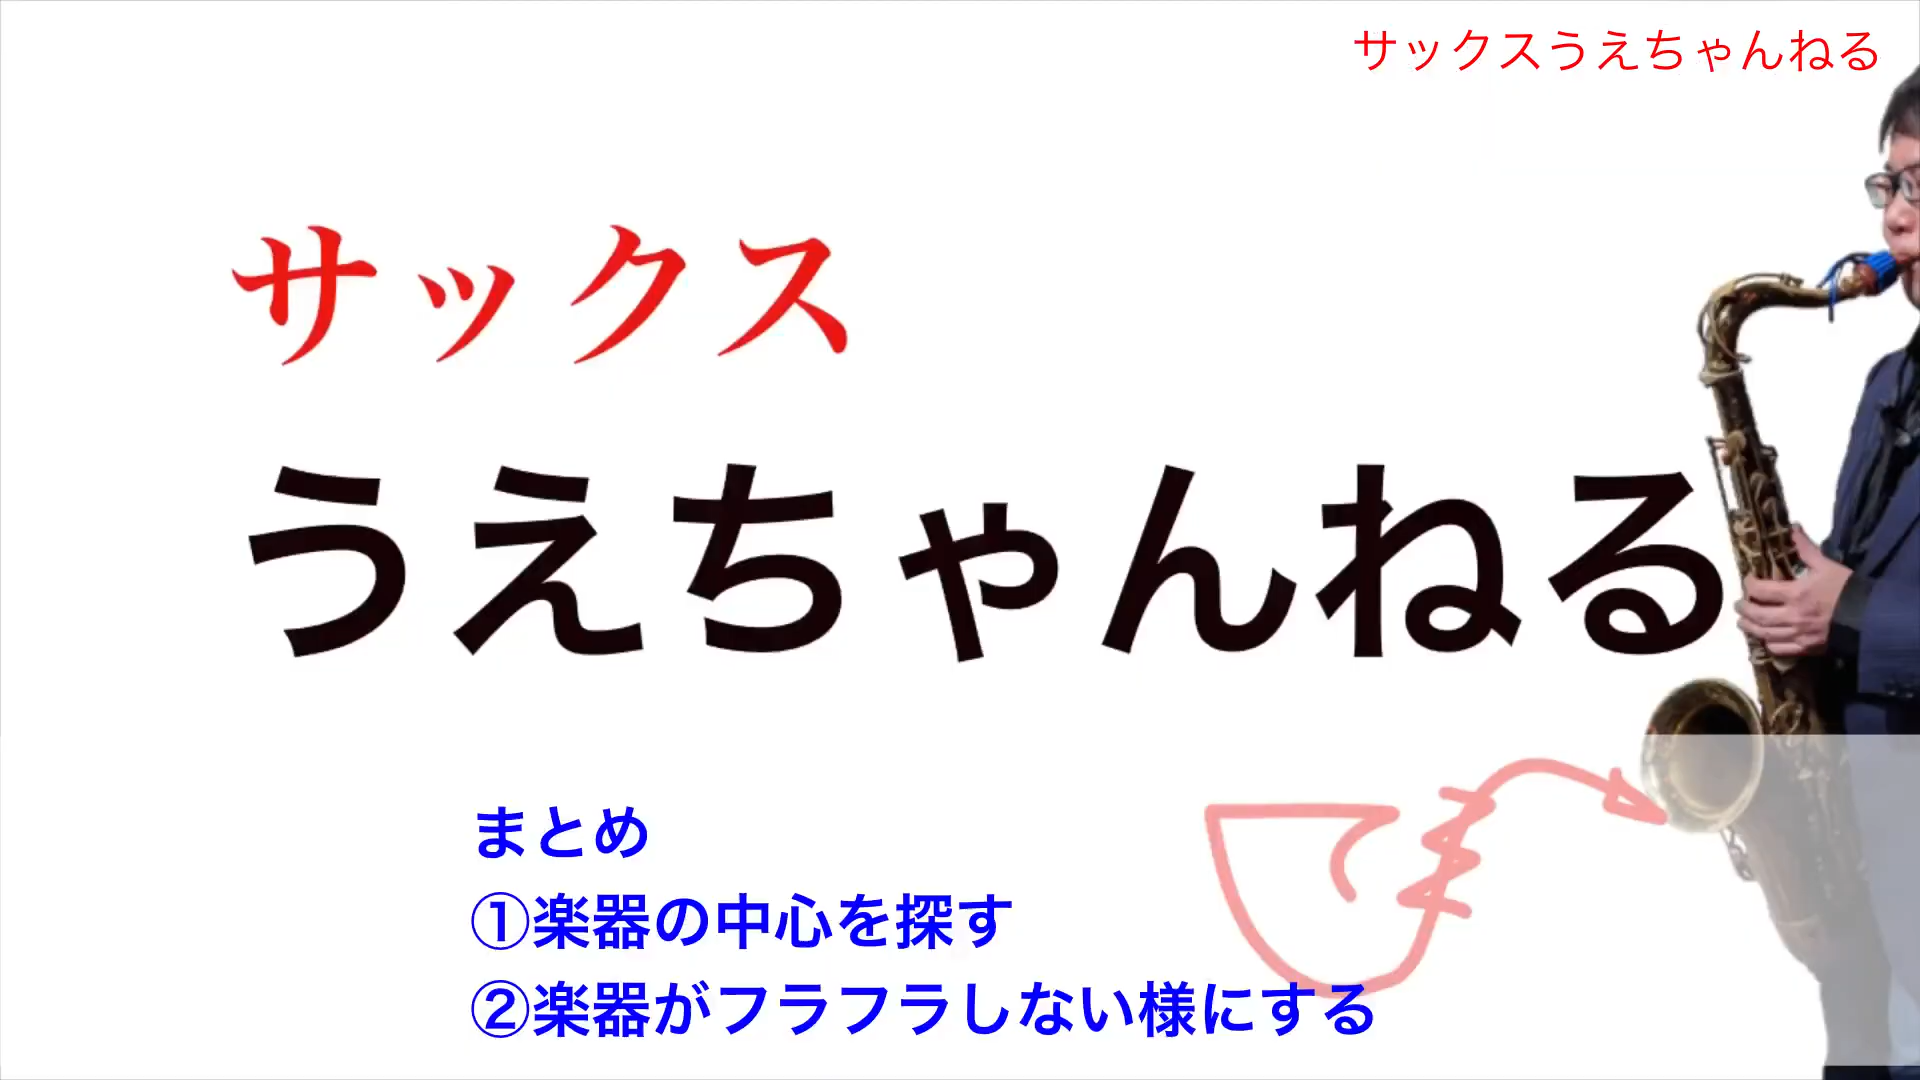 サックスうえちゃんねる
サックス
うえちゃんねる
まとめ
①楽器の中心を探す
②楽器がフラフラしない様にする